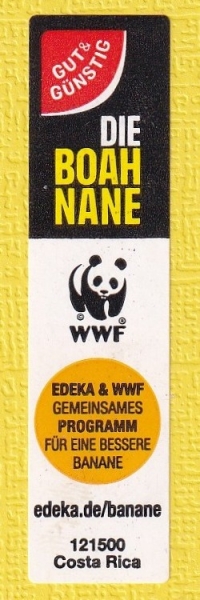 GUT&
GÜNSTIG
DIE
BOAH
NANE
WWF
EDEKA & WWF
GEMEINSAMES
PROGRAMM
FÜR EINE BESSERE
BANANE
edeka.de/banane
121500
Costa Rica